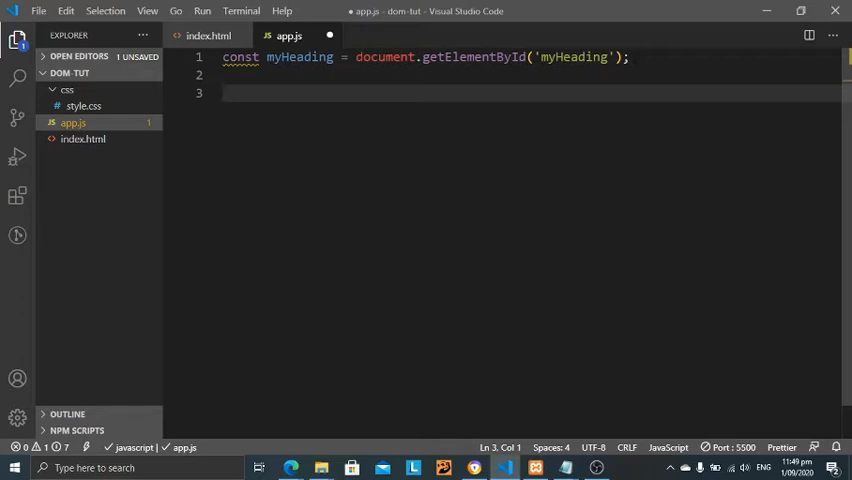 File Edit Selection View Go Run Terminal Help ● app.js - dom-tut - Visual Studio Code
EXPLORER
index.html
JS app.js
OPEN EDITORS 1 UNSAVED
DOM-TUT
css
# style.css
JS app.js 1
<> index.html
1 const myHeading = document.getElementById('myHeading');
2
3
1
OUTLINE
NPM SCRIPTS
0 1 7 javascript app.js Ln 3, Col 1 Spaces: 4 UTF-8 CRLF JavaScript Port : 5500 Prettier
Type here to search
ENG
11:49 pm
1/09/2020
2